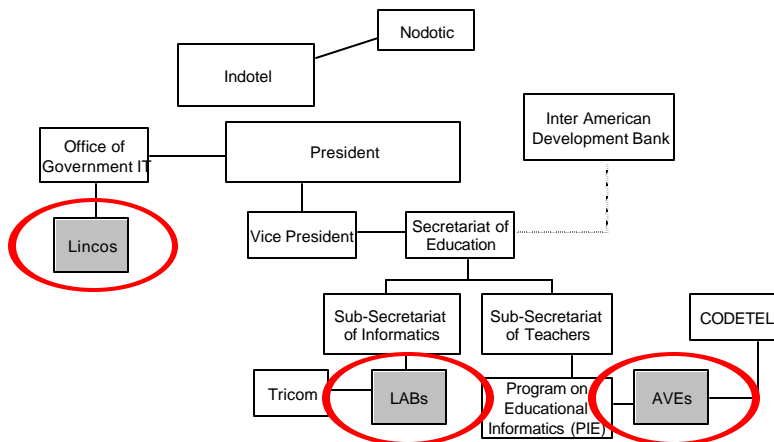 Nodotic
Indotel
Inter American
Development Bank
Office of
Government IT
President
Lincos
Vice President
Secretariat of
Education
Sub-Secretariat
of Informatics
Sub-Secretariat
of Teachers
CODETEL
Tricom
LABs
Program on
Educational
Informatics (PIE)
AVEs